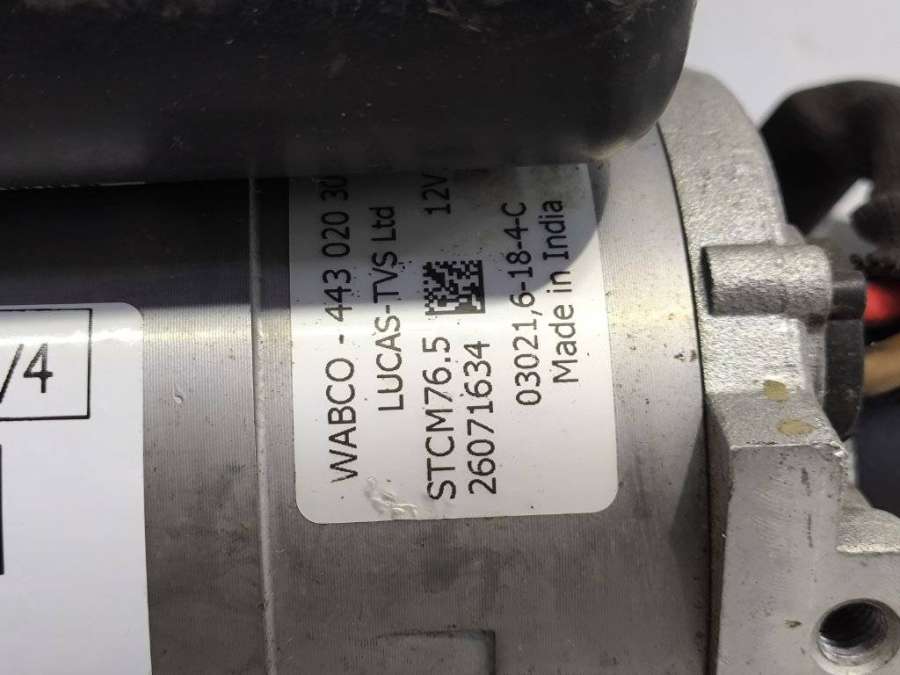 WABCO - 443 020 30
LUCAS-TVS Ltd
STCM76.5 12V
26071634
03021,6-18-4-C
Made in India
/4